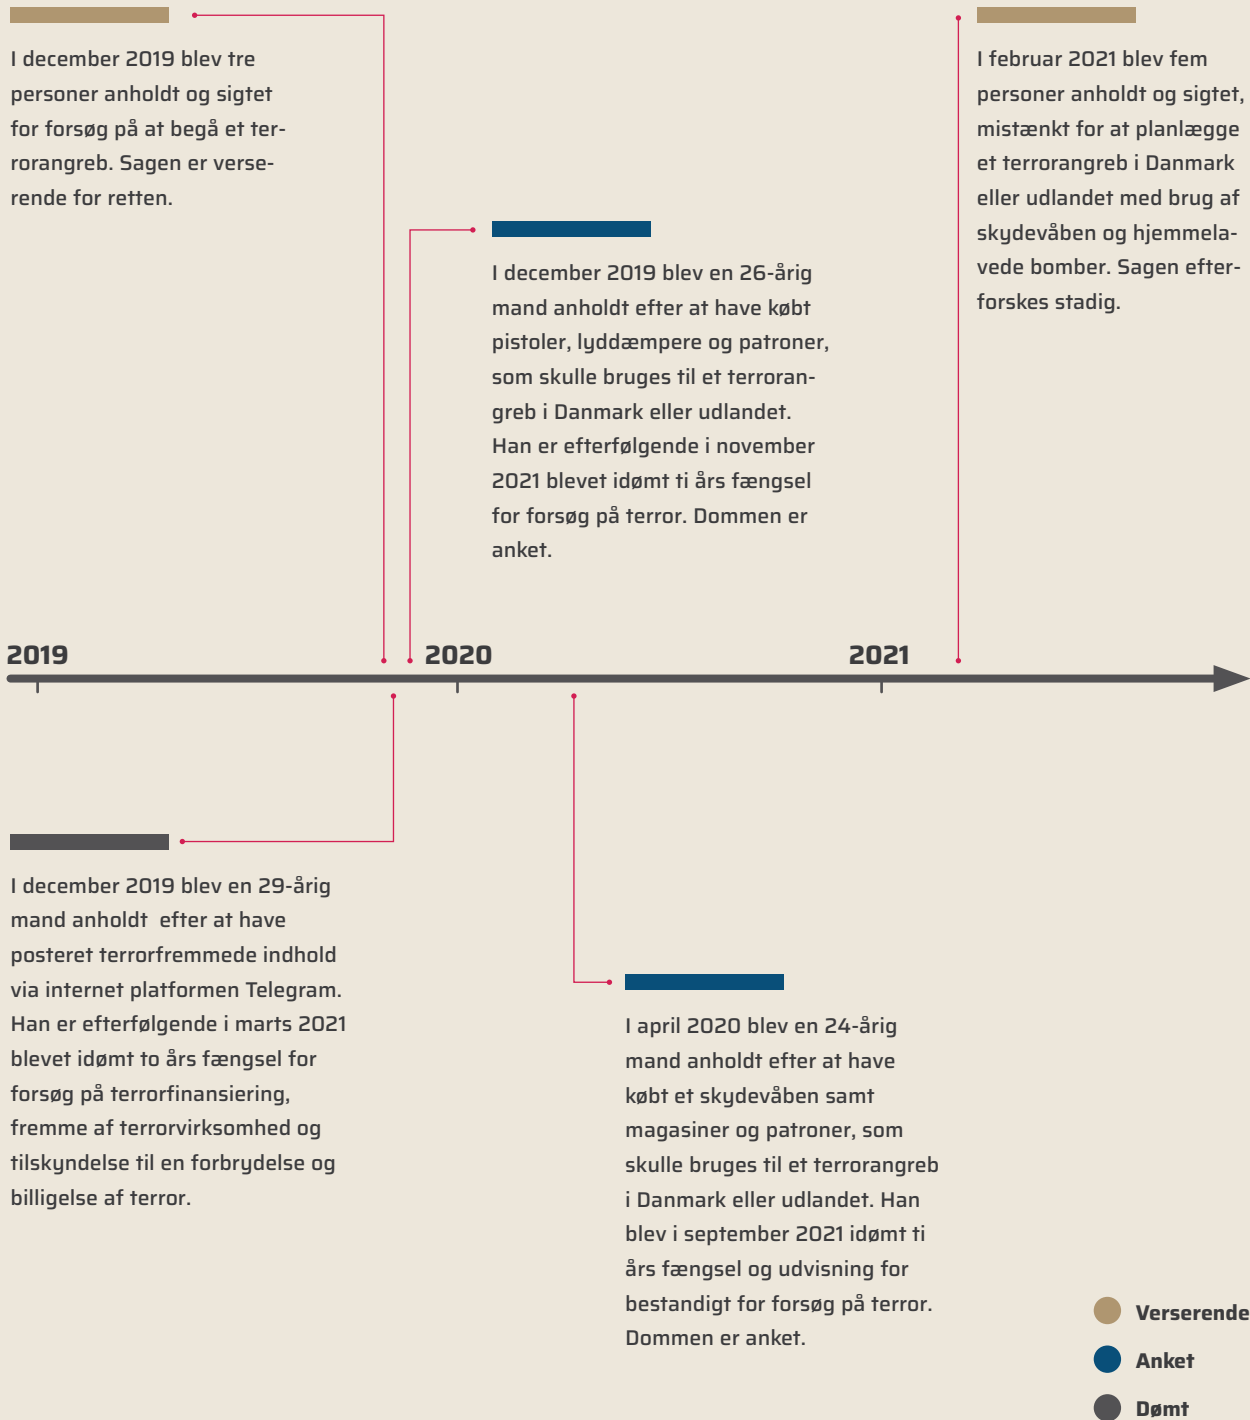 I december 2019 blev tre
personer anholdt og sigtet
for forsøg på at begå et ter-
rorangreb. Sagen er verse-
rende for retten.
I december 2019 blev en 26-årig
mand anholdt efter at have købt
pistoler, lyddæmpere og patroner,
som skulle bruges til et terroran-
greb i Danmark eller udlandet.
Han er efterfølgende i november
2021 blevet idømt ti års fængsel
for forsøg på terror. Dommen er
anket.
I februar 2021 blev fem
personer anholdt og sigtet,
mistænkt for at planlægge
et terrorangreb i Danmark
eller udlandet med brug af
skydevåben og hjemmela-
vede bomber. Sagen efter-
forskes stadig.
2019
2020
2021
I december 2019 blev en 29-årig
mand anholdt  efter at have
posteret terrorfremmede indhold
via internet platformen Telegram.
Han er efterfølgende i marts 2021
blevet idømt to års fængsel for
forsøg på terrorfinansiering,
fremme af terrorvirksomhed og
tilskyndelse til en forbrydelse og
billigelse af terror.
I april 2020 blev en 24-årig
mand anholdt efter at have
købt et skydevåben samt
magasiner og patroner, som
skulle bruges til et terrorangreb
i Danmark eller udlandet. Han
blev i september 2021 idømt ti
års fængsel og udvisning for
bestandigt for forsøg på terror.
Dommen er anket.
Verserende
Anket
Dømt